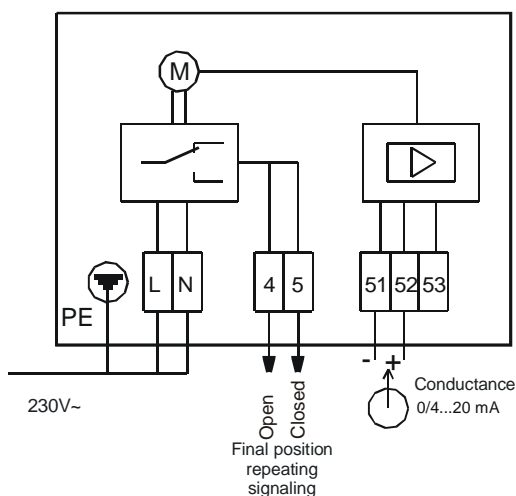 M
L N 4 5 51 52 53
PE
- +
230V~
Open
Closed
Conductance
0/4...20 mA
Final position
repeating
signaling